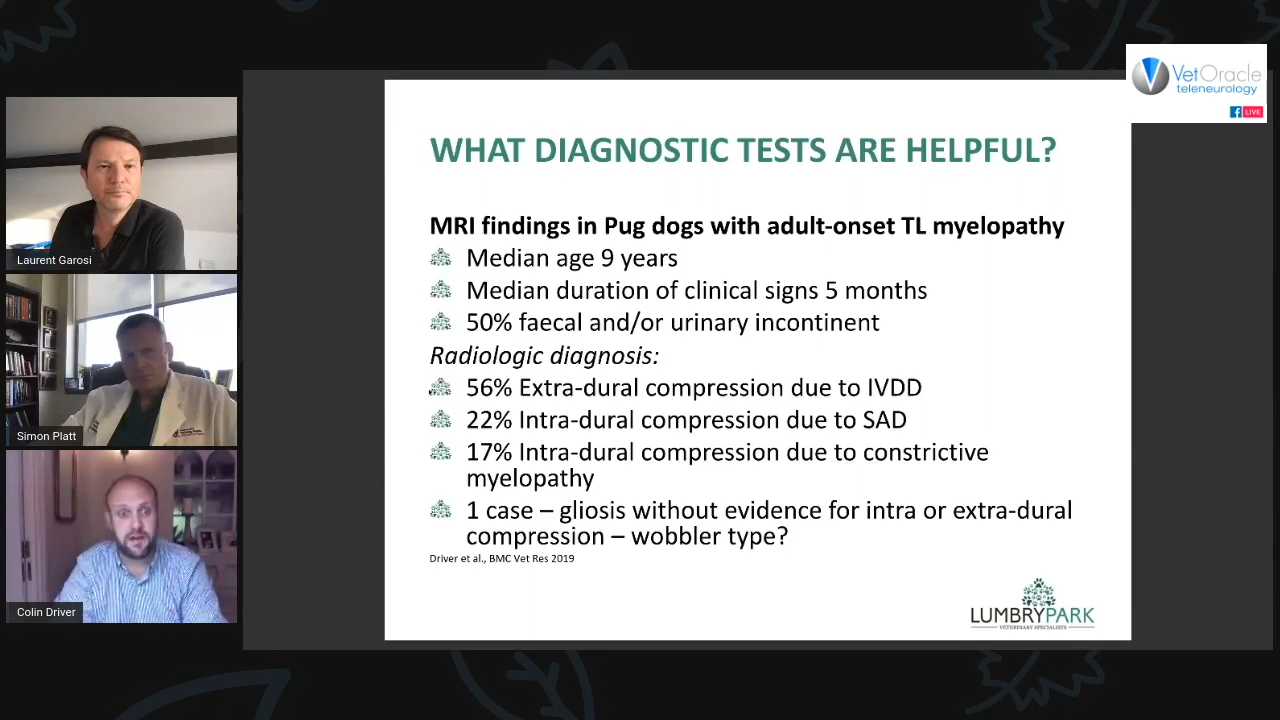 VetOracle
teleneurology
f LIVE
Laurent Garosi
Simon Platt
Colin Driver
WHAT DIAGNOSTIC TESTS ARE HELPFUL?
MRI findings in Pug dogs with adult-onset TL myelopathy
Median age 9 years
Median duration of clinical signs 5 months
50% faecal and/or urinary incontinent
Radiologic diagnosis:
56% Extra-dural compression due to IVDD
22% Intra-dural compression due to SAD
17% Intra-dural compression due to constrictive
myelopathy
1 case – gliosis without evidence for intra or extra-dural
compression – wobbler type?
Driver et al., BMC Vet Res 2019
LUMBRYPARK
VETERINARY SPECIALISTS